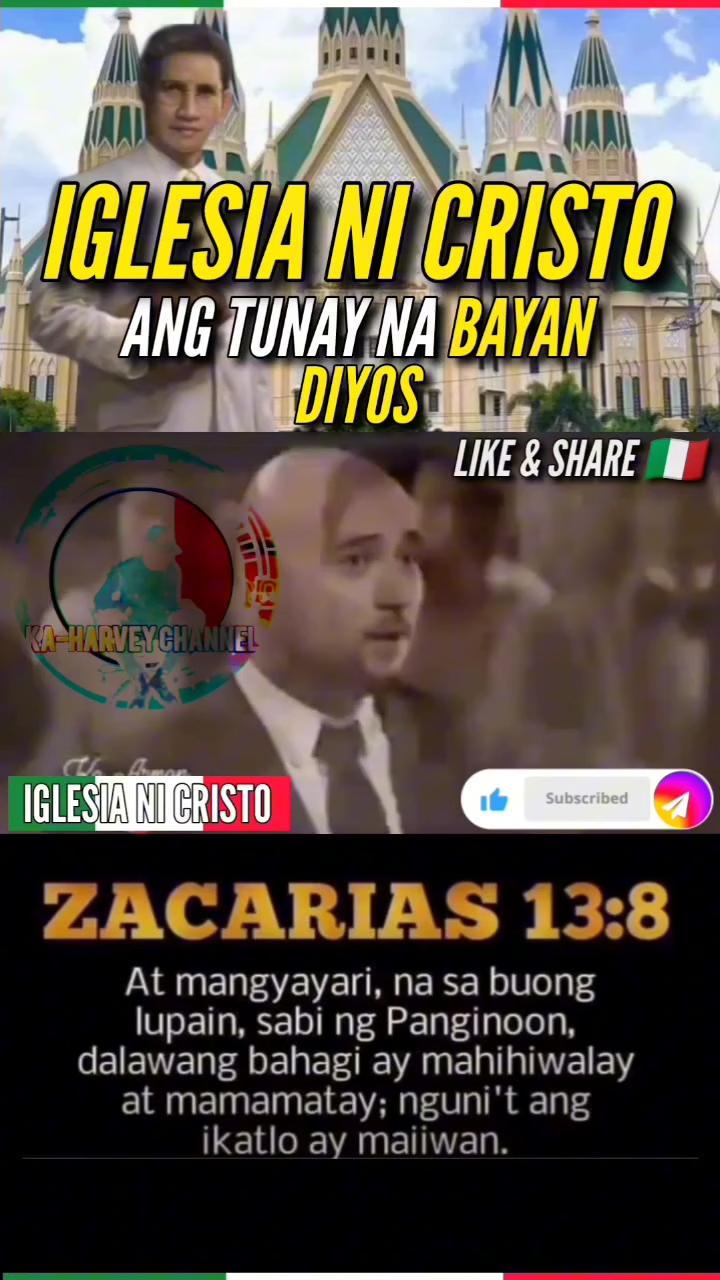 IGLESIA NI CRISTO
ANG TUNAY NA BAYAN
DIYOS
LIKE & SHARE
KA-HARVEY CHANNEL
IGLESIA NI CRISTO
Subscribed
ZACARIAS 13:8
At mangyayari, na sa buong
lupain, sabi ng Panginoon,
dalawang bahagi ay mahihiwalay
at mamamatay; nguni't ang
ikatlo ay maiiwan.